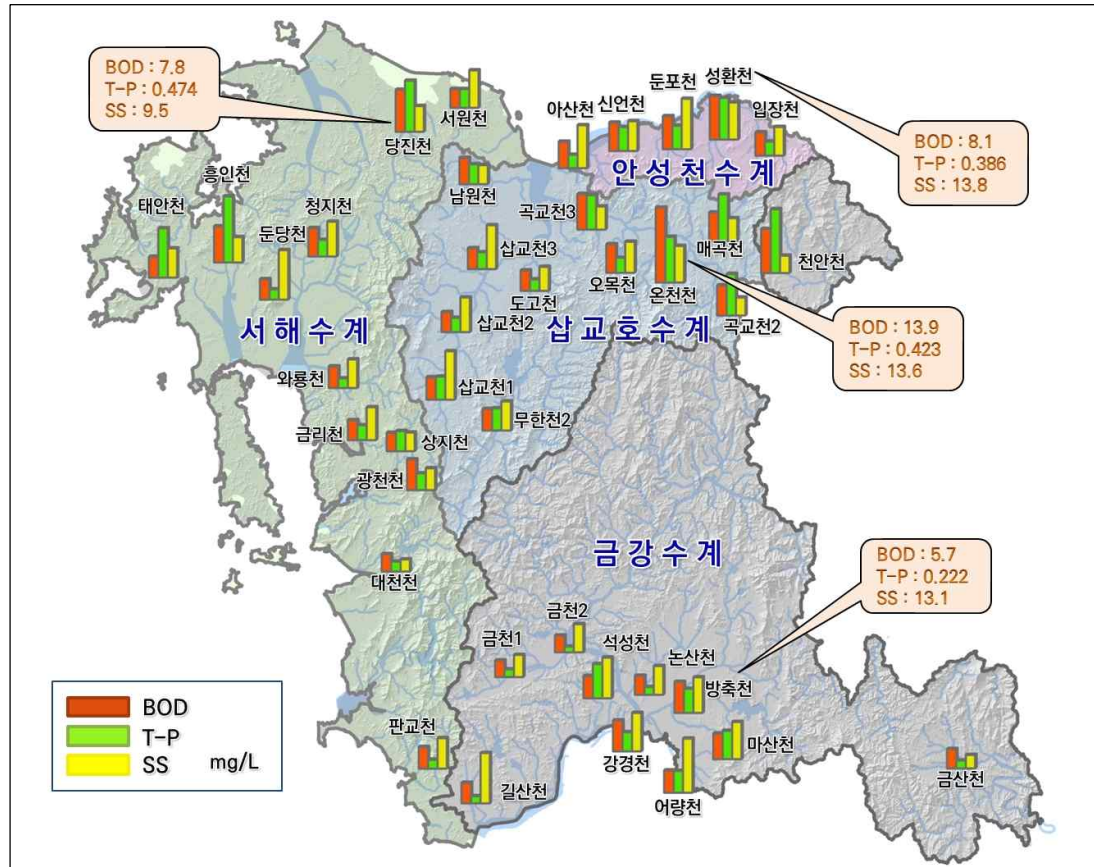 BOD : 7.8
T-P : 0.474
SS : 9.5
당진천
서원천
아산천
신언천
둔포천
성환천
입장천
BOD : 8.1
T-P : 0.386
SS : 13.8
안성천수계
태안천
흥인천
둔당천
청지천
남원천
곡교천3
삽교천3
도고천
오목천
온천천
매곡천
천안천
곡교천2
삽교천2
서해수계
삽교호수계
BOD : 13.9
T-P : 0.423
SS : 13.6
와룡천
삽교천1
무한천2
금리천
상지천
광천천
대천천
금강수계
BOD : 5.7
T-P : 0.222
SS : 13.1
금천1
금천2
석성천
논산천
방축천
판교천
길산천
강경천
어량천
마산천
금산천
BOD
T-P
SS mg/L